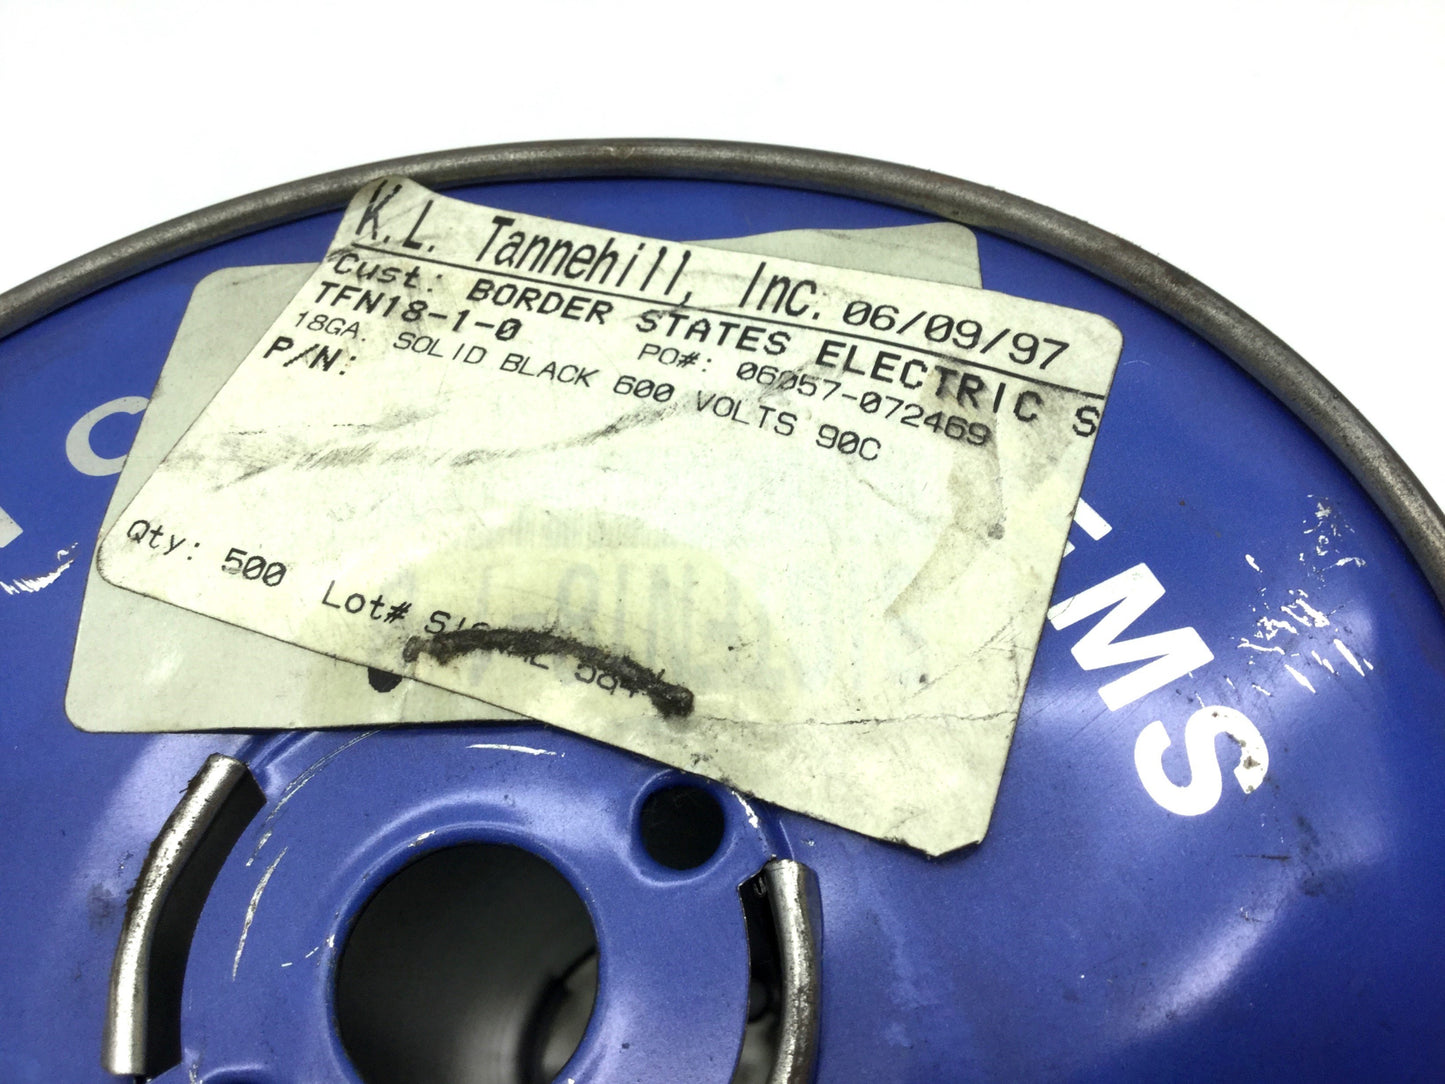 K.L. Tannehill, Inc. 06/09/97
Cust: BORDER STATES ELECTRIC S
TFN18-1-0 PO#: 06057-072469
18GA. SOLID BLACK 600 VOLTS 90C
P/N:
Qty: 500 Lot#
EMS